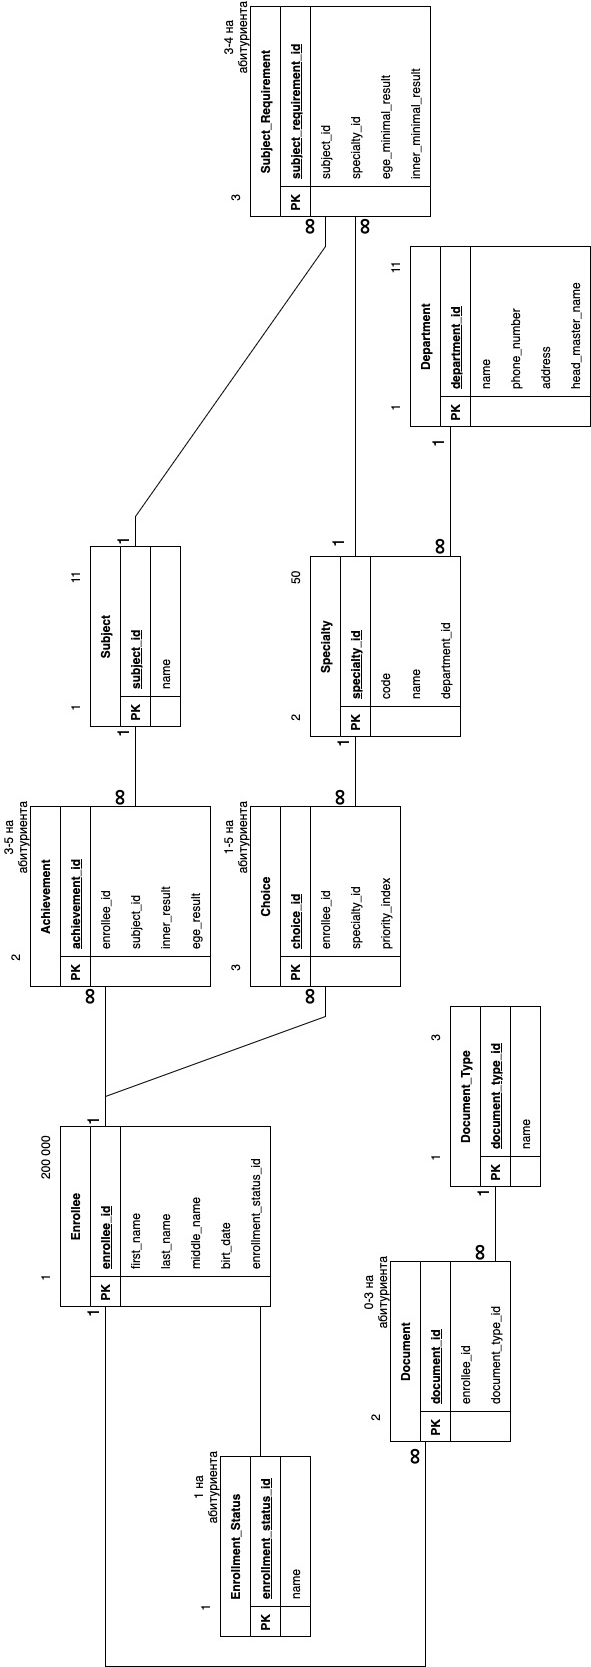 1
200 000
Enrollee
PK
enrollee_id
first_name
last_name
middle_name
birt_date
enrollment_status_id
1
1
2
3-5 на
абитуриента
Achievement
PK
achievement_id
enrollee_id
subject_id
inner_result
ege_result
∞
∞
1
11
Subject
PK
subject_id
name
1
1
3
3-4 на
абитуриента
Subject_Requirement
PK
subject_requirement_id
subject_id
specialty_id
ege_minimal_result
inner_minimal_result
∞
∞
1
1 на
абитуриента
Enrollment_Status
PK
enrollment_status_id
name
3
1-5 на
абитуриента
Choice
PK
choice_id
enrollee_id
specialty_id
priority_index
∞
∞
2
50
Specialty
PK
specialty_id
code
name
department_id
1
1
∞
1
11
Department
PK
department_id
name
phone_number
address
head_master_name
1
2
0-3 на
абитуриента
Document
PK
document_id
enrollee_id
document_type_id
∞
∞
1
3
Document_Type
PK
document_type_id
name
1